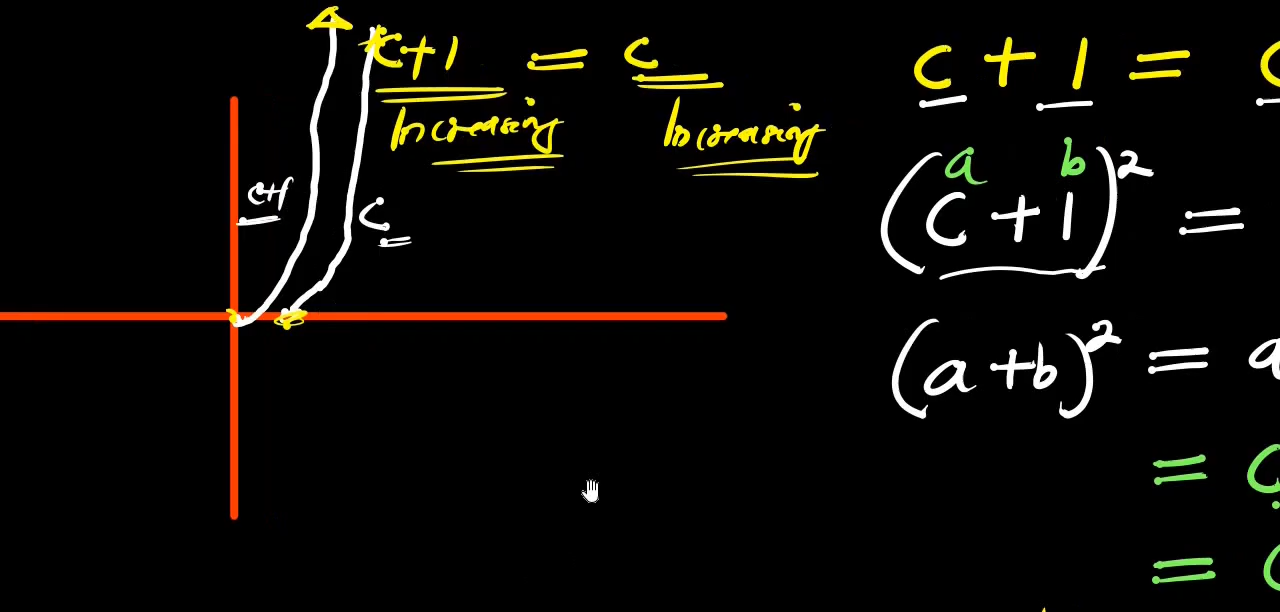 c+1 = c
Increasing Increasing
c+1
c
c + 1 =
a b
(c+1)² =
(a+b)² = a
=
=